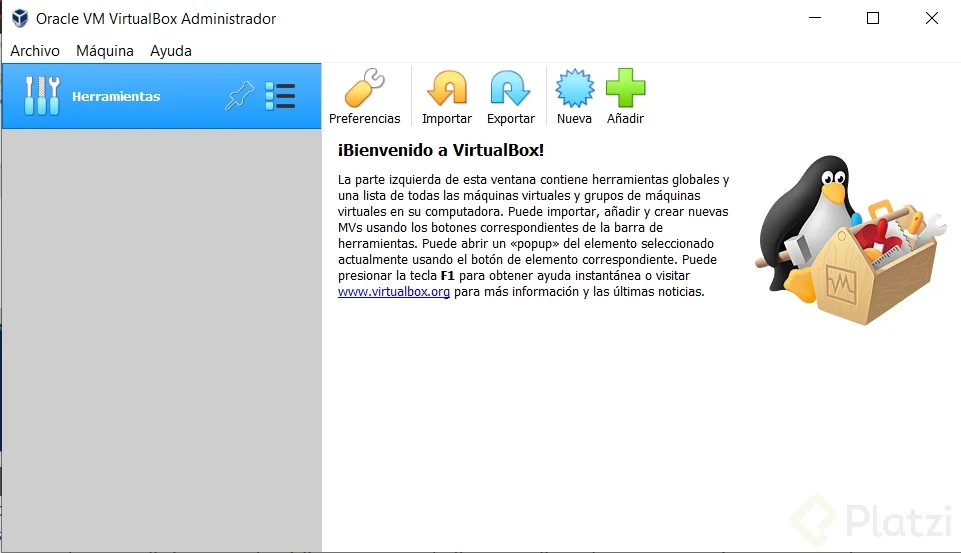 Oracle VM VirtualBox Administrador
Archivo Máquina Ayuda
Herramientas
Preferencias Importar Exportar Nueva Añadir
¡Bienvenido a VirtualBox!
La parte izquierda de esta ventana contiene herramientas globales y
una lista de todas las máquinas virtuales y grupos de máquinas
virtuales en su computadora. Puede importar, añadir y crear nuevas
MVs usando los botones correspondientes de la barra de
herramientas. Puede abrir un «popup» del elemento seleccionado
actualmente usando el botón de elemento correspondiente. Puede
presionar la tecla F1 para obtener ayuda instantánea o visitar
www.virtualbox.org para más información y las últimas noticias.
Platzi